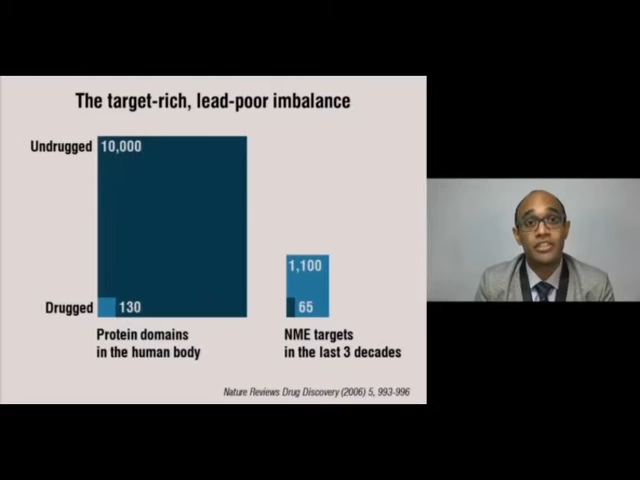 The target-rich, lead-poor imbalance
Undrugged 10,000
1,100
Drugged 130
65
Protein domains
in the human body
NME targets
in the last 3 decades
Nature Reviews Drug Discovery (2006) 5, 993-996